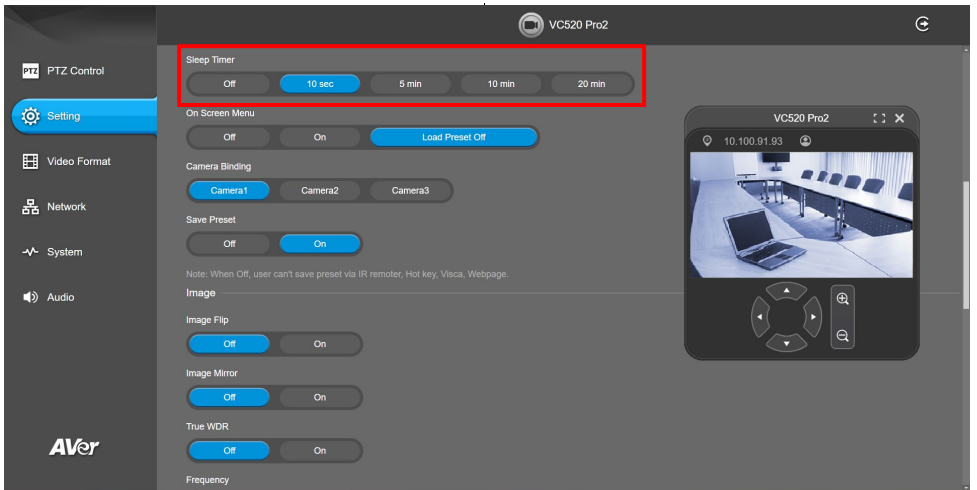 VC520 Pro2
PTZ PTZ Control
Setting
Video Format
Network
System
Audio
AVer
Sleep Timer
Off 10 sec 5 min 10 min 20 min
On Screen Menu
Off On Load Preset Off
Camera Binding
Camera1 Camera2 Camera3
Save Preset
Off On
Note: When Off, user can't save preset via IR remoter, Hot key, Visca, Webpage.
Image
Image Flip
Off On
Image Mirror
Off On
True WDR
Off On
Frequency
VC520 Pro2
10.100.91.93